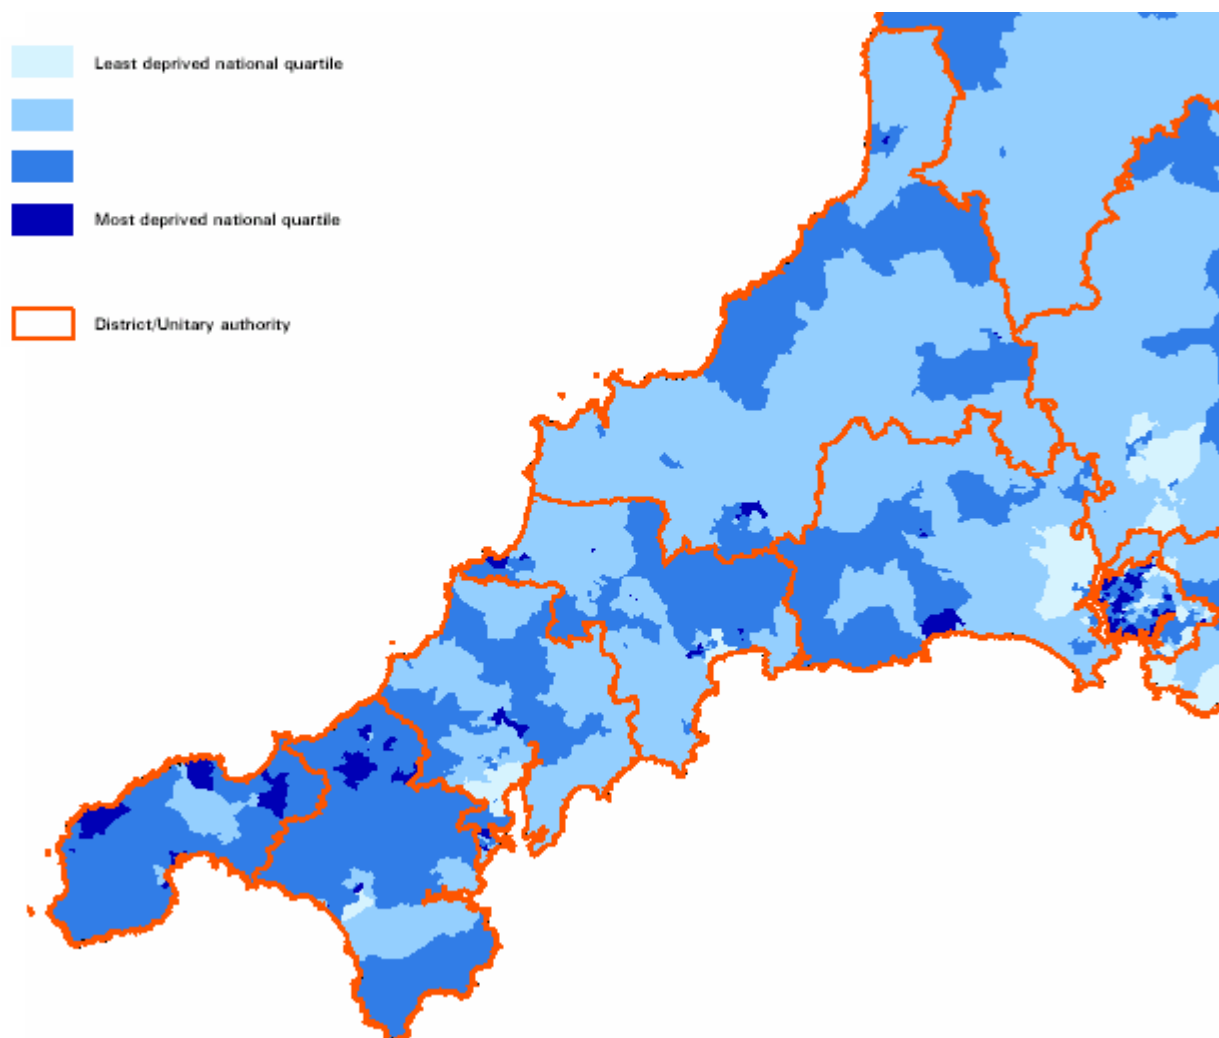 Least deprived national quartile
Most deprived national quartile
District/Unitary authority